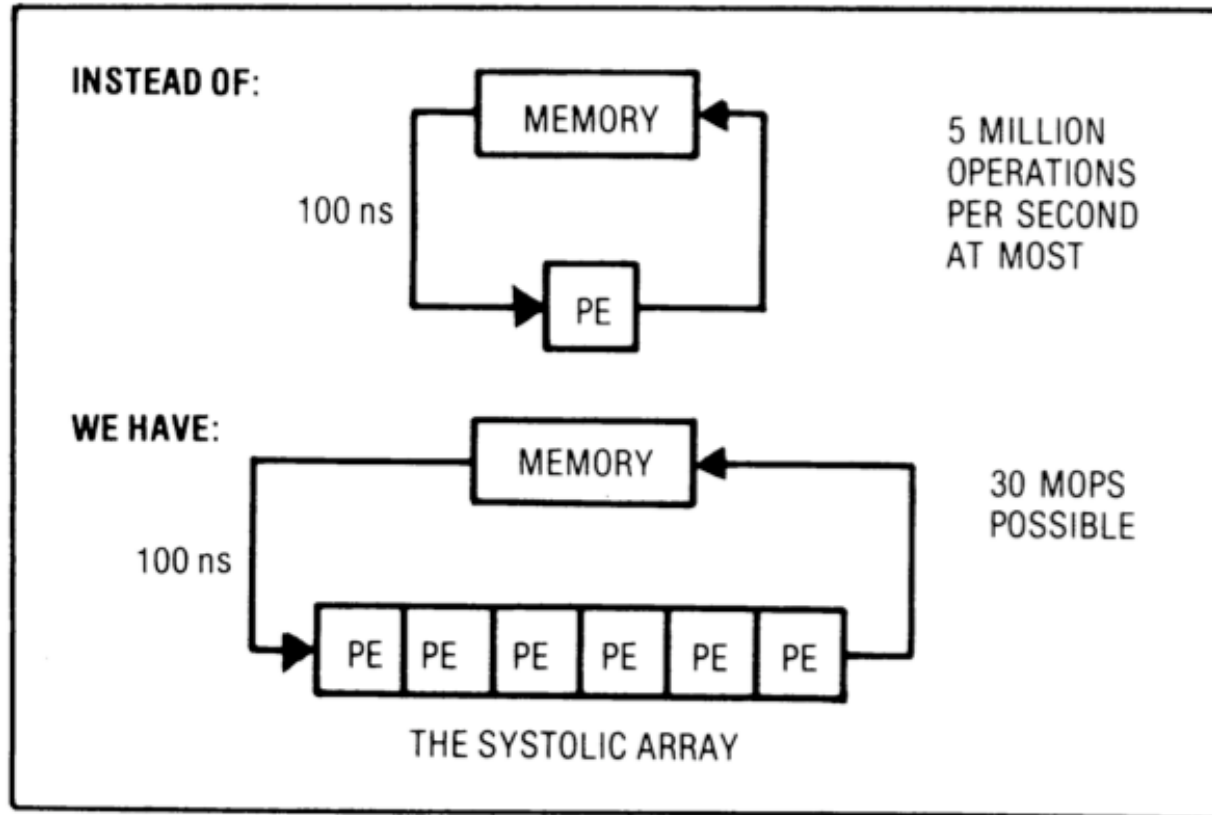 INSTEAD OF:
MEMORY
100 ns
PE
5 MILLION
OPERATIONS
PER SECOND
AT MOST
WE HAVE:
MEMORY
100 ns
PE PE PE PE PE PE
30 MOPS
POSSIBLE
THE SYSTOLIC ARRAY